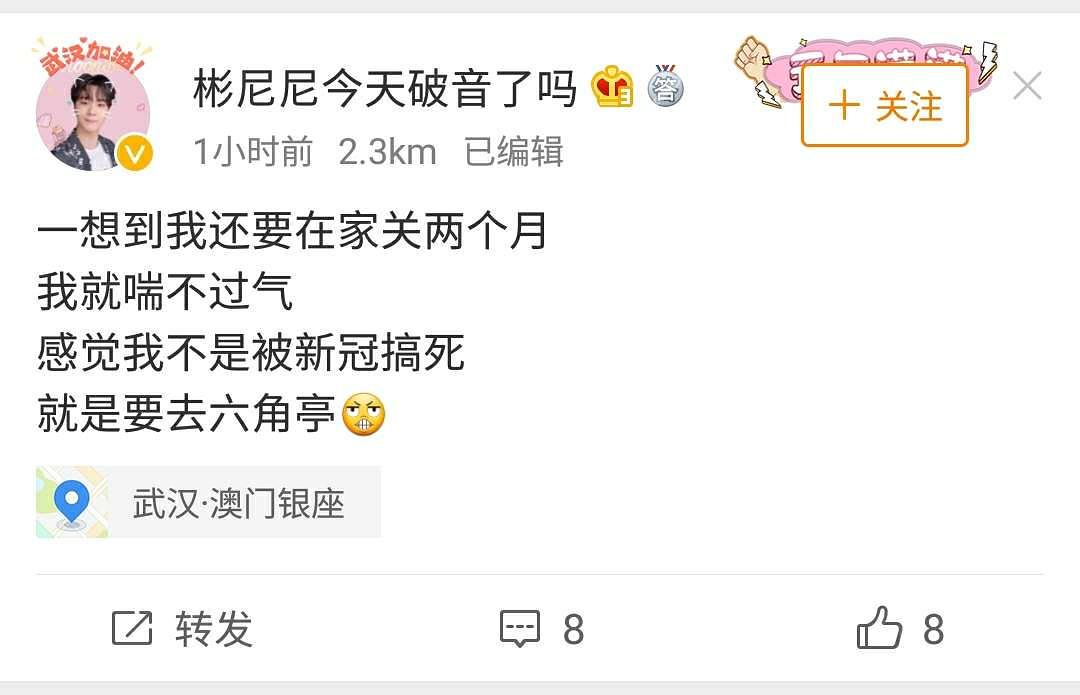 武汉加油!
彬尼尼今天破音了吗
答
1小时前 2.3km 已编辑
+ 关注
一想到我还要在家关两个月
我就喘不过气
感觉我不是被新冠搞死
就是要去六角亭
武汉·澳门银座
转发
8
8